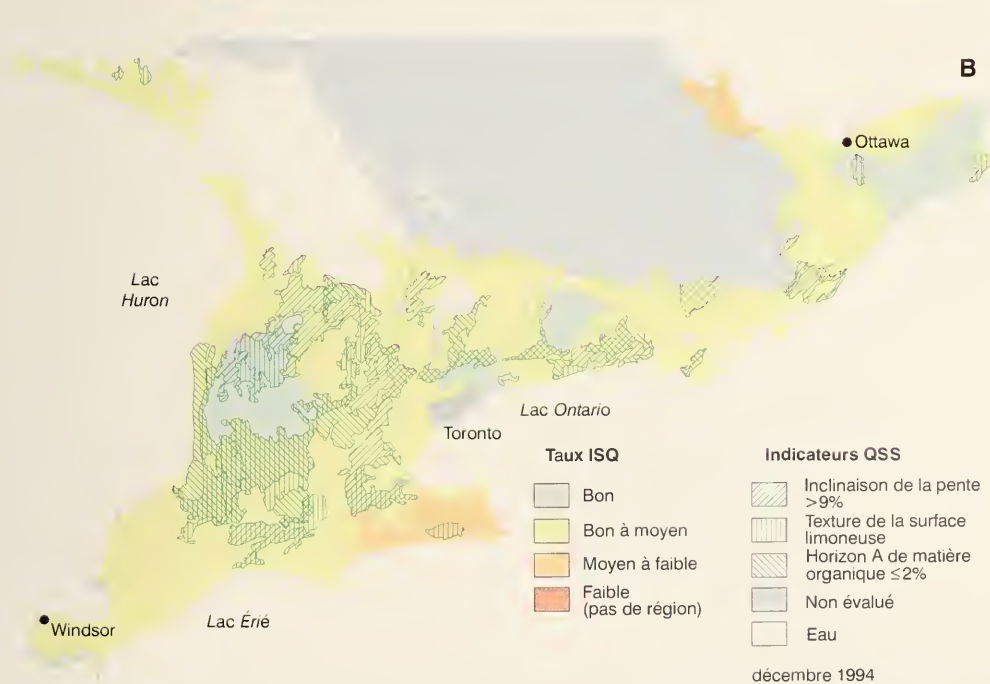 B
Ottawa
Lac
Huron
Lac Ontario
Toronto
Taux ISQ
Bon
Bon à moyen
Moyen à faible
Faible
(pas de région)
Indicateurs QSS
Inclinaison de la pente
>9%
Texture de la surface
limoneuse
Horizon A de matière
organique ≤2%
Non évalué
Eau
Lac Érié
Windsor
décembre 1994